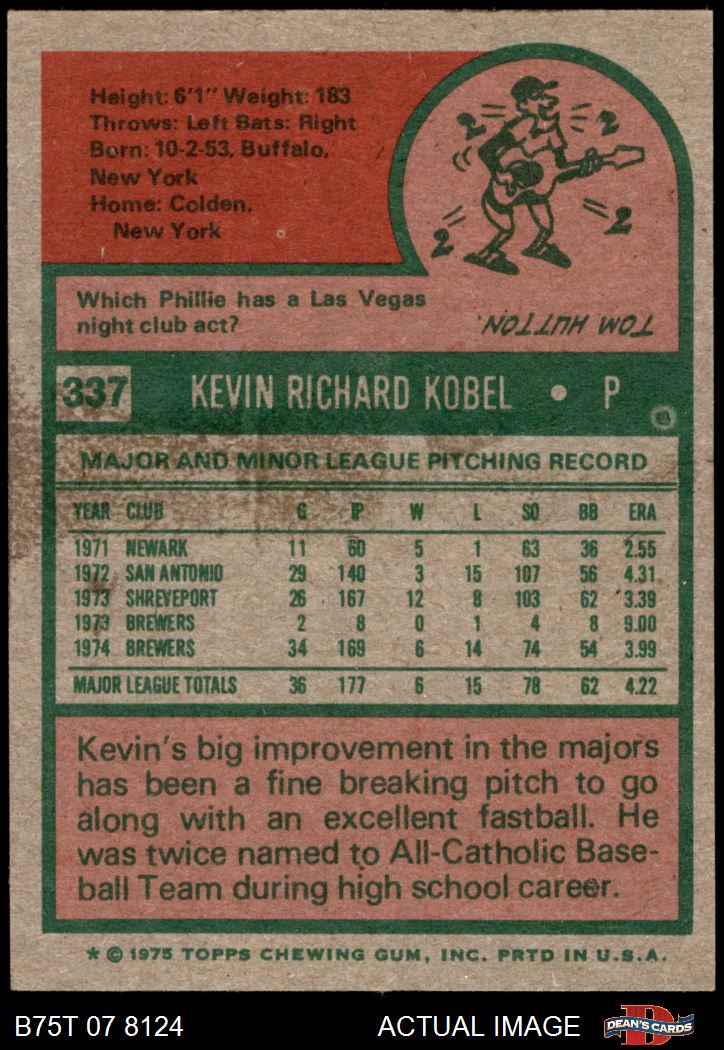 Height: 6'1" Weight: 183
Throws: Left Bats: Right
Born: 10-2-53, Buffalo,
New York
Home: Colden,
New York
2 2
2 2
Which Phillie has a Las Vegas
night club act?
TOM HUTTON
337 KEVIN RICHARD KOBEL • P
MAJOR AND MINOR LEAGUE PITCHING RECORD
YEAR CLUB G IP W L SO BB ERA
1971 NEWARK 11 60 5 1 63 36 2.55
1972 SAN ANTONIO 29 140 3 15 107 56 4.31
1973 SHREVEPORT 26 167 12 8 103 62 3.39
1973 BREWERS 2 8 0 1 4 8 9.00
1974 BREWERS 34 169 6 14 74 54 3.99
MAJOR LEAGUE TOTALS 36 177 6 15 78 62 4.22
Kevin's big improvement in the majors
has been a fine breaking pitch to go
along with an excellent fastball. He
was twice named to All-Catholic Base-
ball Team during high school career.
* © 1975 TOPPS CHEWING GUM, INC. PRTD IN U.S.A.
B75T 07 8124 ACTUAL IMAGE D DEAN'S CARDS